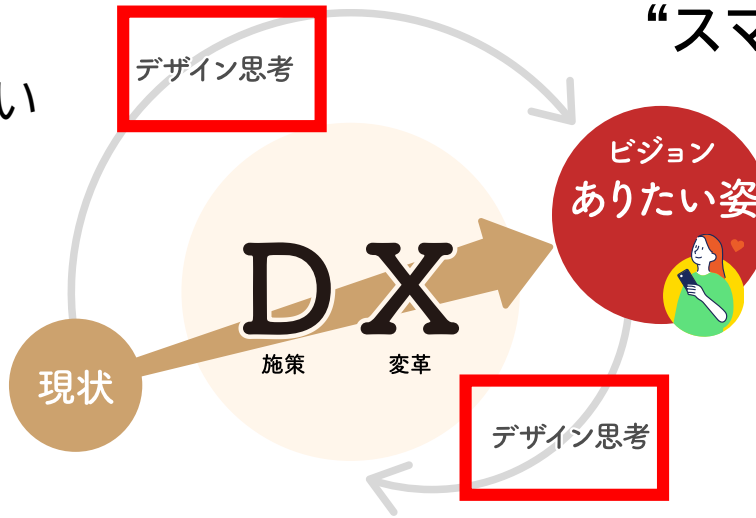 “スマ
い
デザイン思考
ビジョン
ありたい姿
DX
施策 変革
現状
デザイン思考